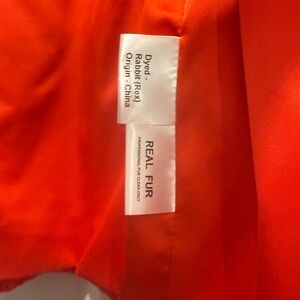 Dyed -
Rabbit (Rex)
Origin - China
REAL FUR
PROFESSIONAL FUR CLEAN ONLY